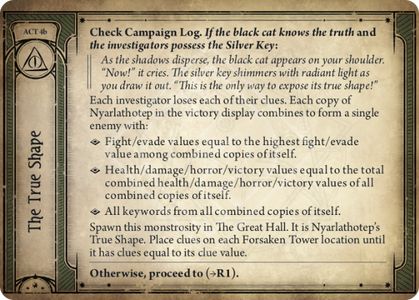 ACT 4b
The True Shape
Check Campaign Log. If the black cat knows the truth and
the investigators possess the Silver Key:
As the shadows disperse, the black cat appears on your shoulder.
"Now!" it cries. The silver key shimmers with radiant light as
you draw it out. "This is the only way to expose its true shape!"
Each investigator loses each of their clues. Each copy of
Nyarlathotep in the victory display combines to form a single
enemy with:
Fight/evade values equal to the highest fight/evade
value among combined copies of itself.
Health/damage/horror/victory values equal to the total
combined health/damage/horror/victory values of all
combined copies of itself.
All keywords from all combined copies of itself.
Spawn this monstrosity in The Great Hall. It is Nyarlathotep's
True Shape. Place clues on each Forsaken Tower location until
it has clues equal to its clue value.
Otherwise, proceed to (→R1).